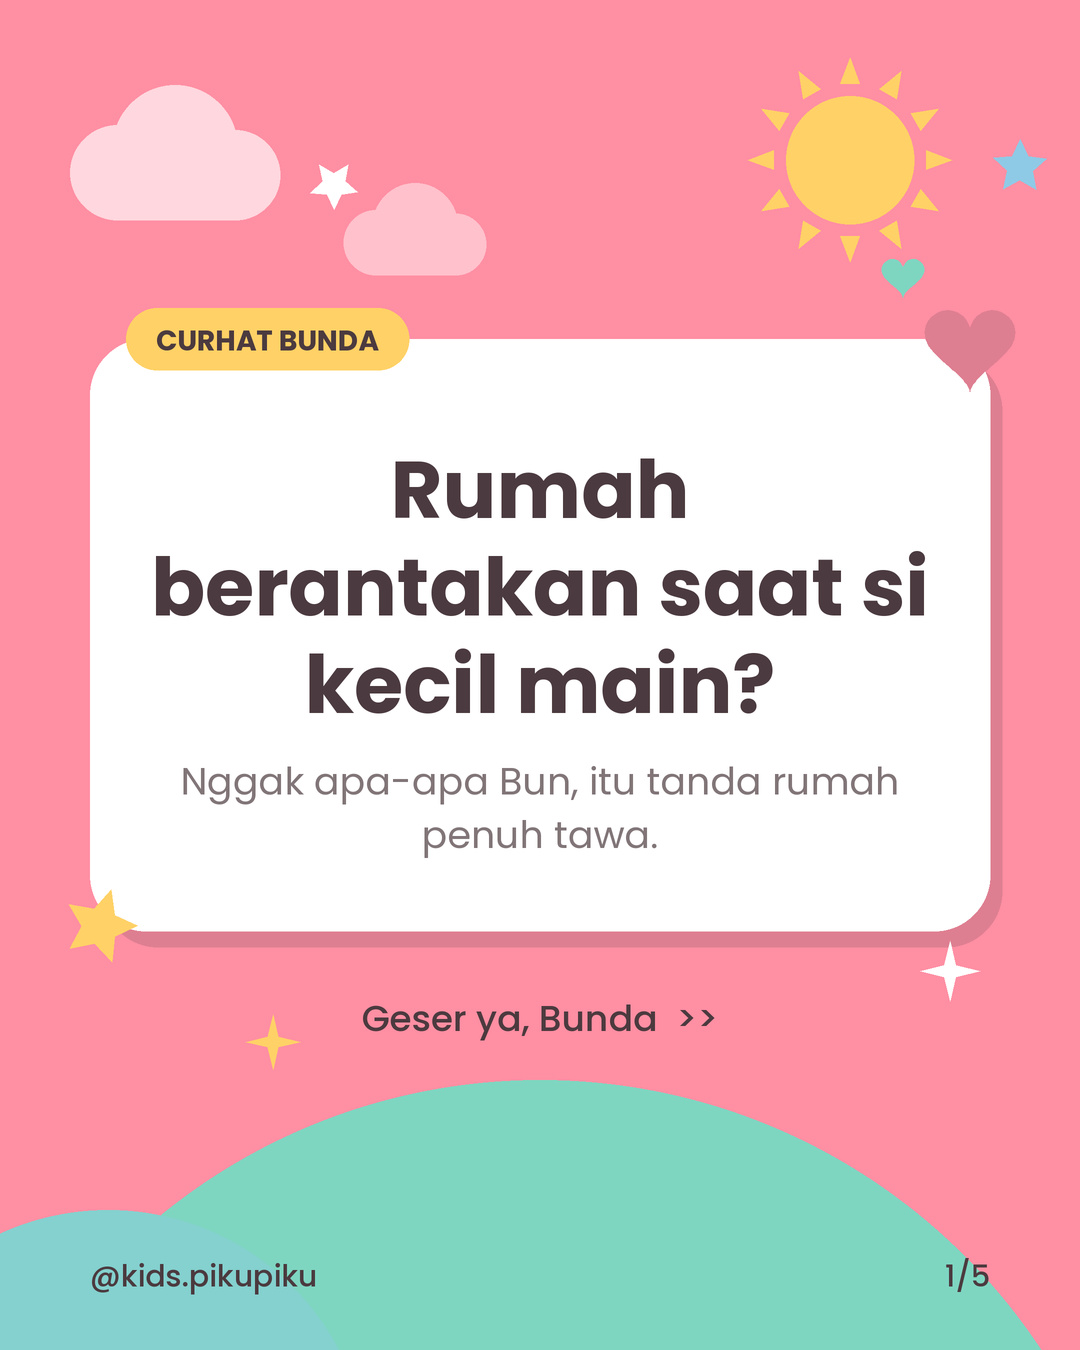 CURHAT BUNDA
Rumah
berantakan saat si
kecil main?
Nggak apa-apa Bun, itu tanda rumah
penuh tawa.
Geser ya, Bunda >>
@kids.pikupiku
1/5